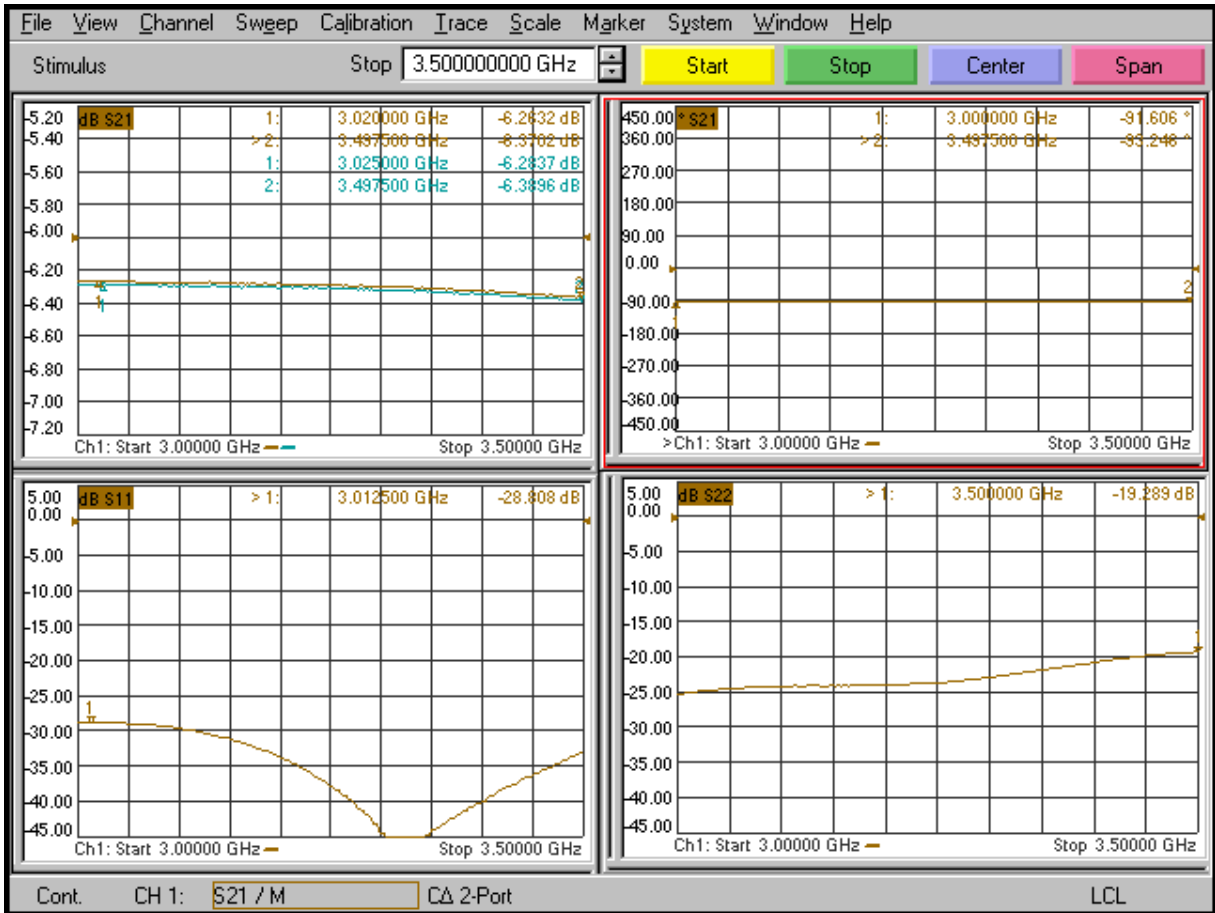 File View Channel Sweep Calibration Trace Scale Marker System Window Help
Stimulus Stop 3.500000000 GHz Start Stop Center Span
dB S21
1: 3.020000 GHz -6.2632 dB
>2: 3.497500 GHz -6.3702 dB
1: 3.025000 GHz -6.2837 dB
2: 3.497500 GHz -6.3896 dB
-5.20
-5.40
-5.60
-5.80
-6.00
-6.20
-6.40
-6.60
-6.80
-7.00
-7.20
1
2
Ch1: Start 3.00000 GHz Stop 3.50000 GHz
° S21
1: 3.000000 GHz -91.606 °
>2: 3.497500 GHz -93.248 °
450.00
360.00
270.00
180.00
90.00
0.00
-90.00
-180.00
-270.00
-360.00
-450.00
1
2
>Ch1: Start 3.00000 GHz Stop 3.50000 GHz
dB S11
> 1: 3.012500 GHz -28.808 dB
5.00
0.00
-5.00
-10.00
-15.00
-20.00
-25.00
-30.00
-35.00
-40.00
-45.00
1
Ch1: Start 3.00000 GHz Stop 3.50000 GHz
dB S22
> 1: 3.500000 GHz -19.289 dB
5.00
0.00
-5.00
-10.00
-15.00
-20.00
-25.00
-30.00
-35.00
-40.00
-45.00
1
Ch1: Start 3.00000 GHz Stop 3.50000 GHz
Cont. CH 1: S21 / M CΔ 2-Port LCL